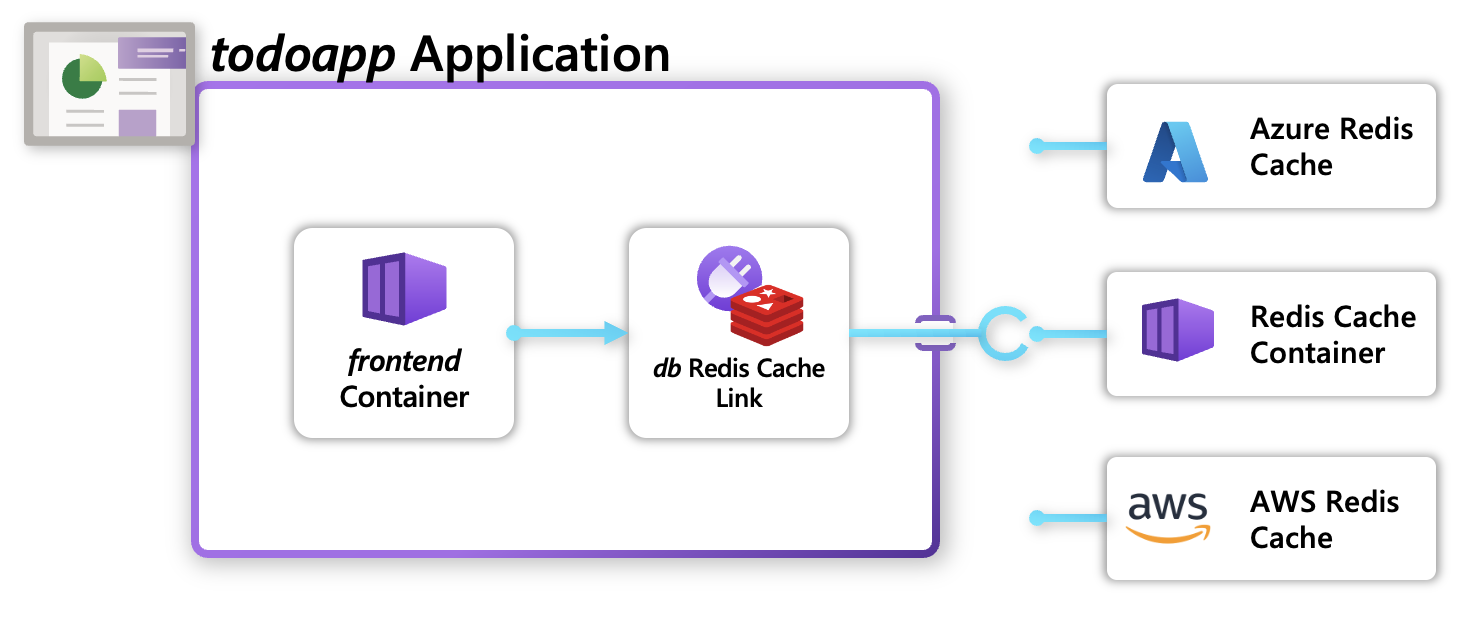 todoapp Application
frontend
Container
db Redis Cache
Link
Azure Redis
Cache
Redis Cache
Container
aws
AWS Redis
Cache